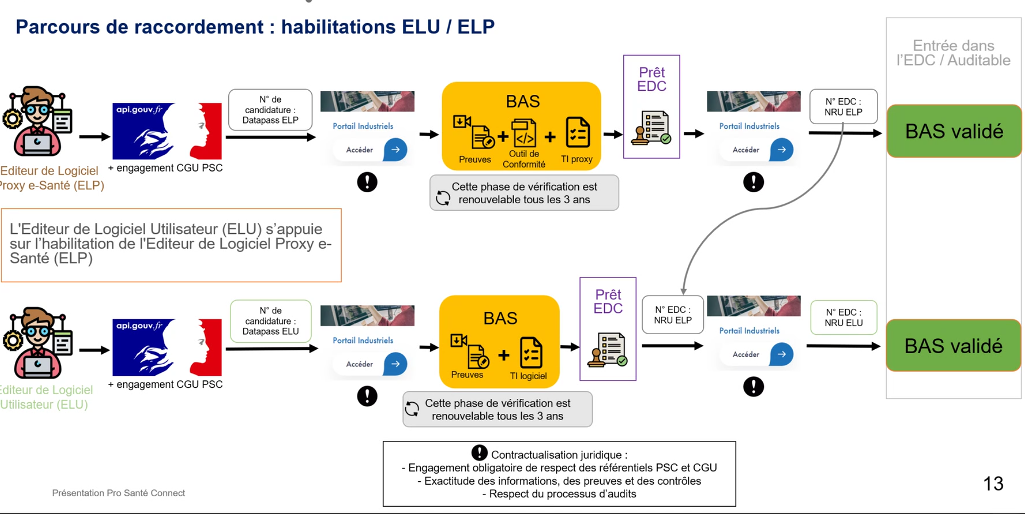 Parcours de raccordement : habilitations ELU / ELP
Entrée dans
l'EDC / Auditable
api.gouv.fr
+ engagement CGU PSC
Editeur de Logiciel
Proxy e-Santé (ELP)
N° de
candidature :
Datapass ELP
Portail Industriels
Accéder
BAS
Preuves
+
Outil de
Conformité
+
TI proxy
Cette phase de vérification est
renouvelable tous les 3 ans
Prêt
EDC
Portail Industriels
Accéder
N° EDC :
NRU ELP
BAS validé
L'Editeur de Logiciel Utilisateur (ELU) s'appuie
sur l'habilitation de l'Editeur de Logiciel Proxy e-
Santé (ELP)
api.gouv.fr
+ engagement CGU PSC
Editeur de Logiciel
Utilisateur (ELU)
N° de
candidature :
Datapass ELU
Portail Industriels
Accéder
BAS
Preuves
+
TI logiciel
Cette phase de vérification est
renouvelable tous les 3 ans
Prêt
EDC
N° EDC :
NRU ELP
Portail Industriels
Accéder
N° EDC :
NRU ELU
BAS validé
Contractualisation juridique :
- Engagement obligatoire de respect des référentiels PSC et CGU
- Exactitude des informations, des preuves et des contrôles
- Respect du processus d'audits
Présentation Pro Santé Connect
13